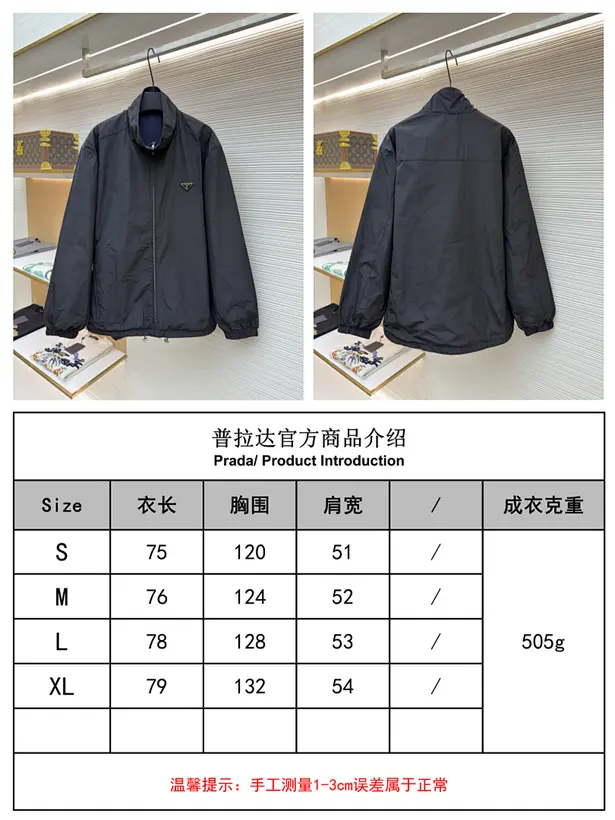 普拉达官方商品介绍
Prada/ Product Introduction
Size 衣长 胸围 肩宽 / 成衣克重
S 75 120 51 /
M 76 124 52 /
L 78 128 53 /
XL 79 132 54 /
505g
温馨提示：手工测量1-3cm误差属于正常